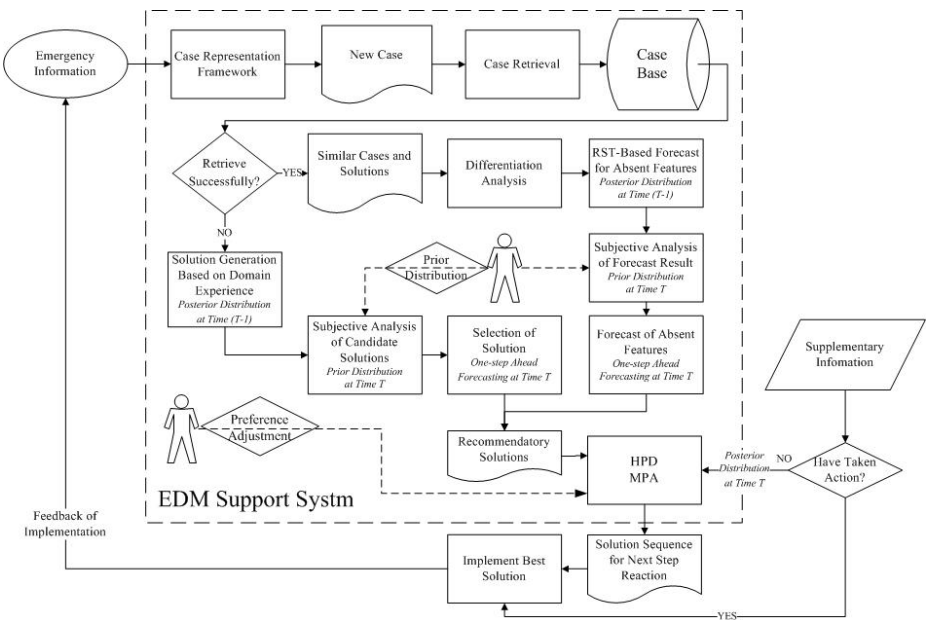 Emergency
Information
Case Representation
Framework
New Case
Case Retrieval
Case
Base
Retrieve
Successfully?
YES
Similar Cases and
Solutions
Differentiation
Analysis
RST-Based Forecast
for Absent Features
Posterior Distribution
at Time (T-1)
NO
Solution Generation
Based on Domain
Experience
Posterior Distribution
at Time (T-1)
Prior
Distribution
Subjective Analysis
of Forecast Result
Prior Distribution
at Time T
Subjective Analysis
of Candidate
Solutions
Prior Distribution
at Time T
Selection of
Solution
One-step Ahead
Forecasting at Time T
Forecast of Absent
Features
One-step Ahead
Forecasting at Time T
Supplementary
Infomation
Preference
Adjustment
Recommendatory
Solutions
HPD
MPA
Posterior
Distribution
at Time T
NO
Have Taken
Action?
EDM Support Systm
Feedback of
Implementation
Implement Best
Solution
Solution Sequence
for Next Step
Reaction
YES